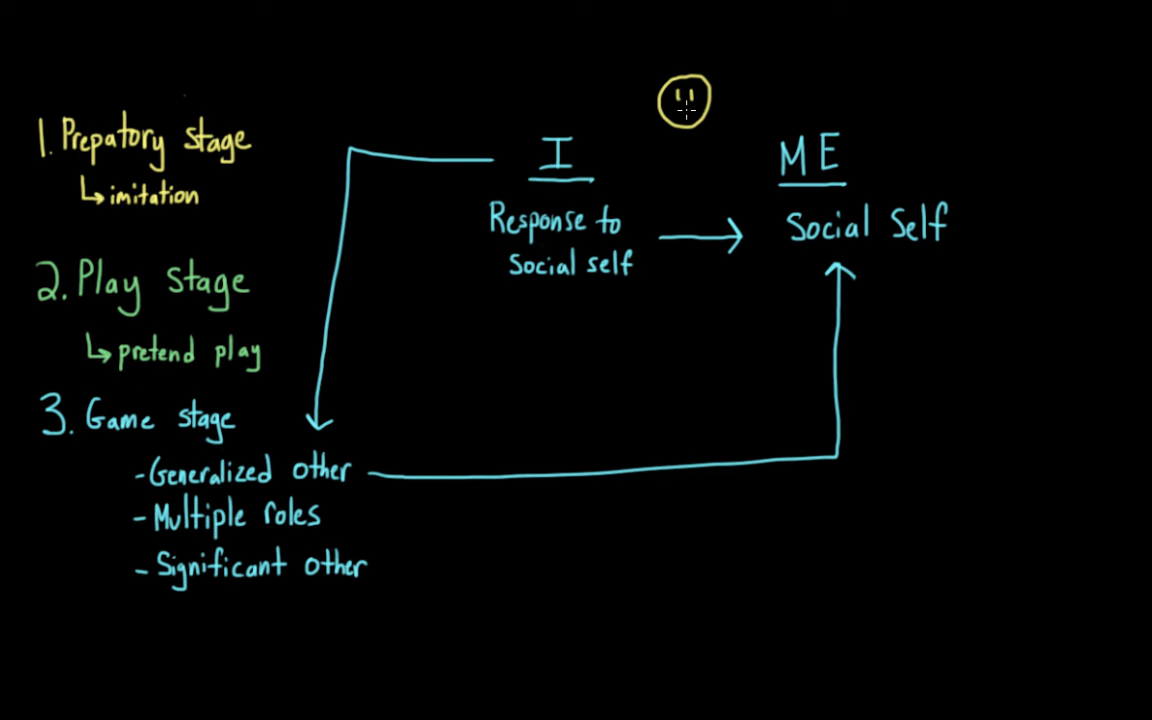 1. Prepatory stage
↳ imitation
2. Play stage
↳ pretend play
3. Game stage
- Generalized other
- Multiple roles
- Significant other
I
Response to
Social self
ME
Social Self